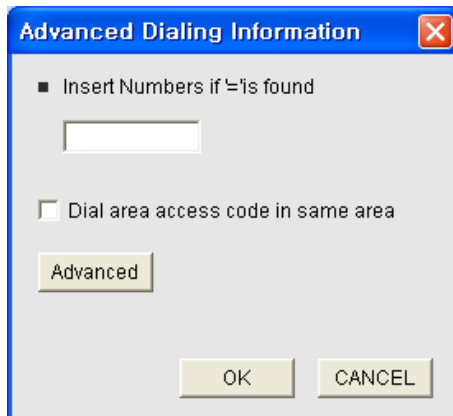 Advanced Dialing Information
Insert Numbers if '='is found
Dial area access code in same area
Advanced
OK CANCEL